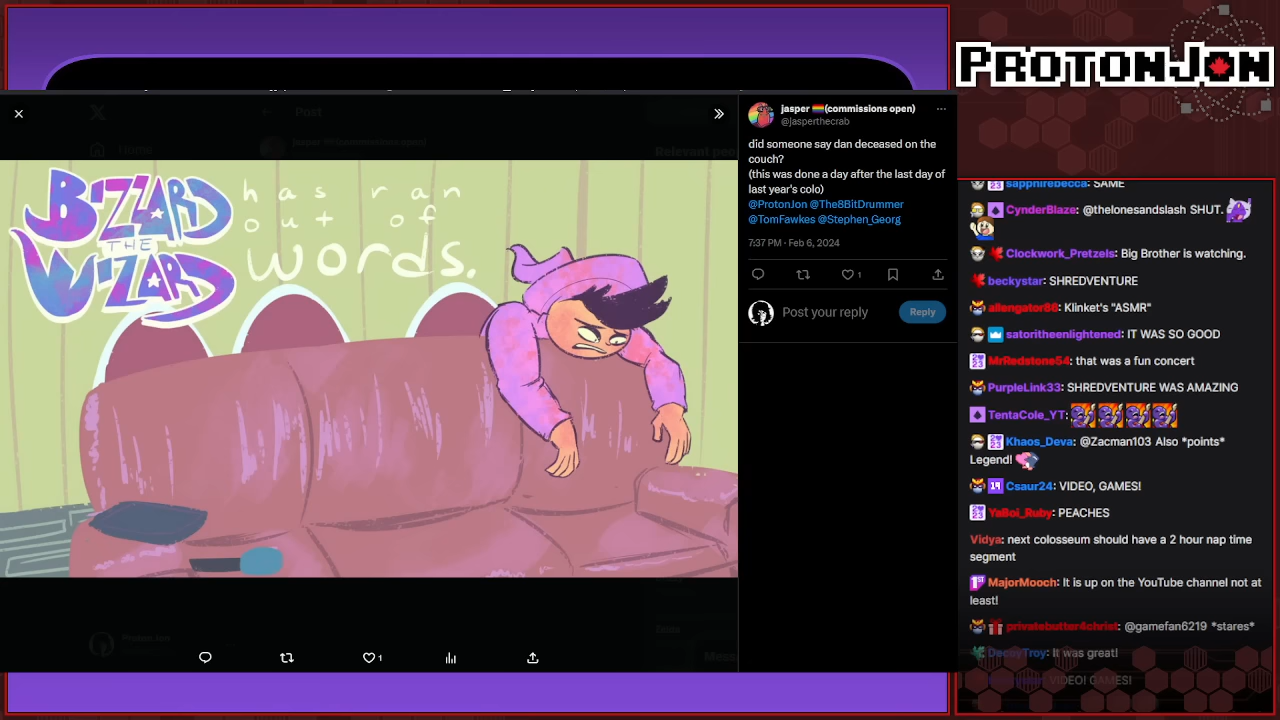 PROTONJON
Post
Home
jasper 🏳️‍🌈(commissions open)
@jasperthecrab
did someone say dan deceased on the
couch?
(this was done a day after the last day of
last year's colo)
@ProtonJon @The8BitDrummer
@TomFawkes @Stephen_Georg
7:37 PM · Feb 6, 2024
1
Post your reply
Reply
BIZZARD
THE
WIZARD
has ran
out of
words.
1
sapphirebecca: SAME
CynderBlaze: @thelonesandslash SHUT.
Clockwork_Pretzels: Big Brother is watching.
beckystar: SHREDVENTURE
allengator88: Klinket's "ASMR"
satoritheenlightened: IT WAS SO GOOD
MrRedstone54: that was a fun concert
PurpleLink33: SHREDVENTURE WAS AMAZING
TentaCole_YT:
Khaos_Deva: @Zacman103 Also *points*
Legend!
Csaur24: VIDEO, GAMES!
YaBoi_Ruby: PEACHES
Vidya: next colosseum should have a 2 hour nap time
segment
MajorMooch: It is up on the YouTube channel not at
least!
privatebutter4christ: @gamefan6219 *stares*
DecoyTroy: It was great!
VIDEO! GAMES!